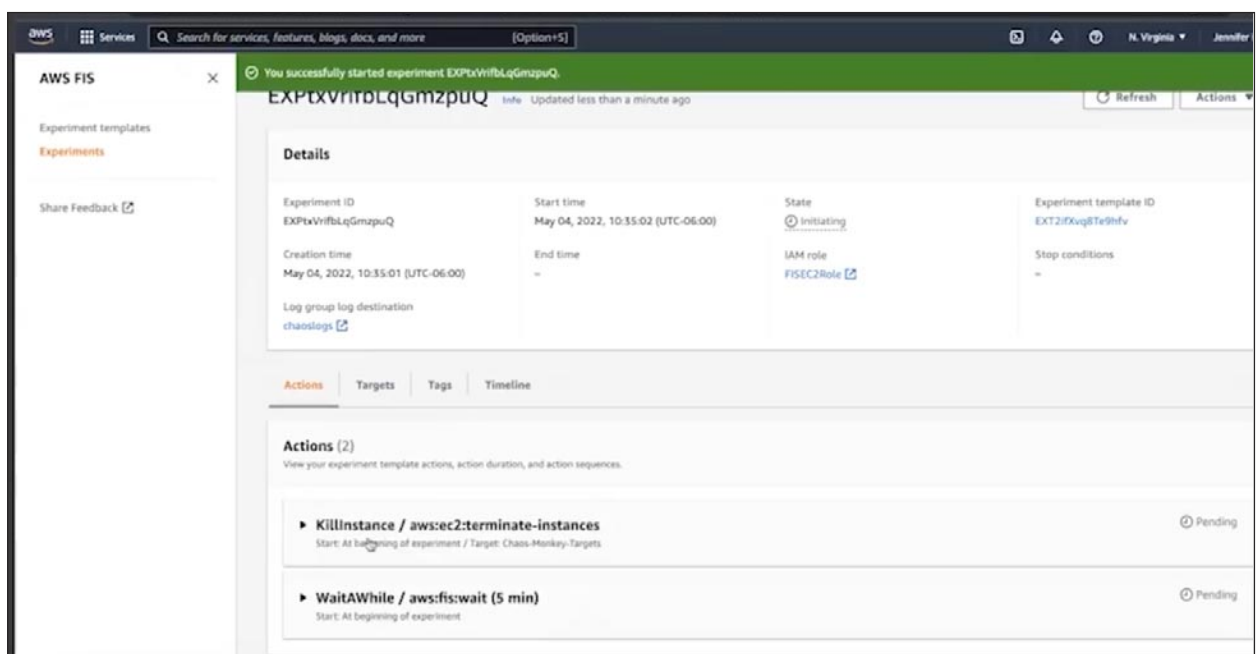 aws Services Search for services, features, blogs, docs, and more [Option+S] N. Virginia ▼ Jennifer
AWS FIS
You successfully started experiment EXPtxVrifbLqGmzpuQ.
EXPtxVrifbLqGmzpuQ Info Updated less than a minute ago Refresh Actions ▼
Experiment templates
Experiments
Share Feedback
Details
Experiment ID Start time State Experiment template ID
EXPtxVrifbLqGmzpuQ May 04, 2022, 10:35:02 (UTC-06:00) Initiating EXT2ifXvq8Te9hfv
Creation time End time IAM role Stop conditions
May 04, 2022, 10:35:01 (UTC-06:00) – FISEC2Role –
Log group log destination
chaoslogs
Actions Targets Tags Timeline
Actions (2)
View your experiment template actions, action duration, and action sequences.
KillInstance / aws:ec2:terminate-instances Pending
Start: At beginning of experiment / Target: Chaos-Monkey-Targets
WaitAWhile / aws:fis:wait (5 min) Pending
Start: At beginning of experiment